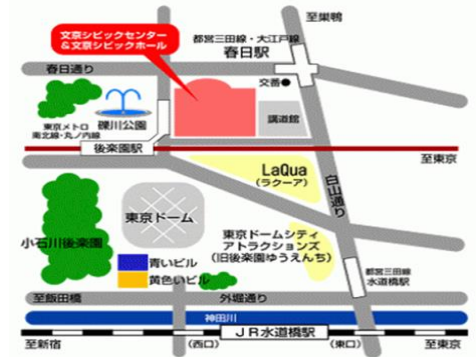 至巣鴨
文京シビックセンター
&文京シビックホール
都営三田線・大江戸線
春日駅
春日通り
交番●
礫川公園
講道館
東京メトロ
南北線・丸ノ内線
後楽園駅
至東京
LaQua
(ラクーア)
白山通り
東京ドーム
小石川後楽園
東京ドームシティ
アトラクションズ
(旧後楽園ゆうえんち)
青いビル
黄色いビル
都営三田線
水道橋駅
至飯田橋
外堀通り
神田川
至新宿
(西口)
JR水道橋駅
(東口)
至東京